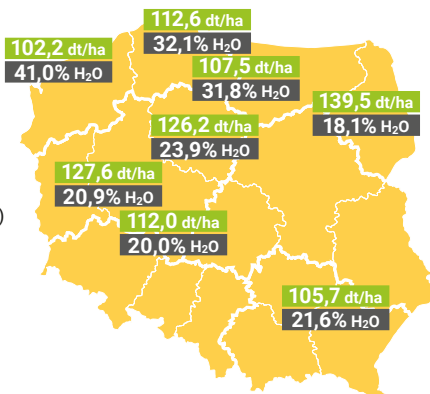 112,6 dt/ha
32,1% H₂O
102,2 dt/ha
41,0% H₂O
107,5 dt/ha
31,8% H₂O
139,5 dt/ha
18,1% H₂O
126,2 dt/ha
23,9% H₂O
127,6 dt/ha
20,9% H₂O
)
112,0 dt/ha
20,0% H₂O
105,7 dt/ha
21,6% H₂O